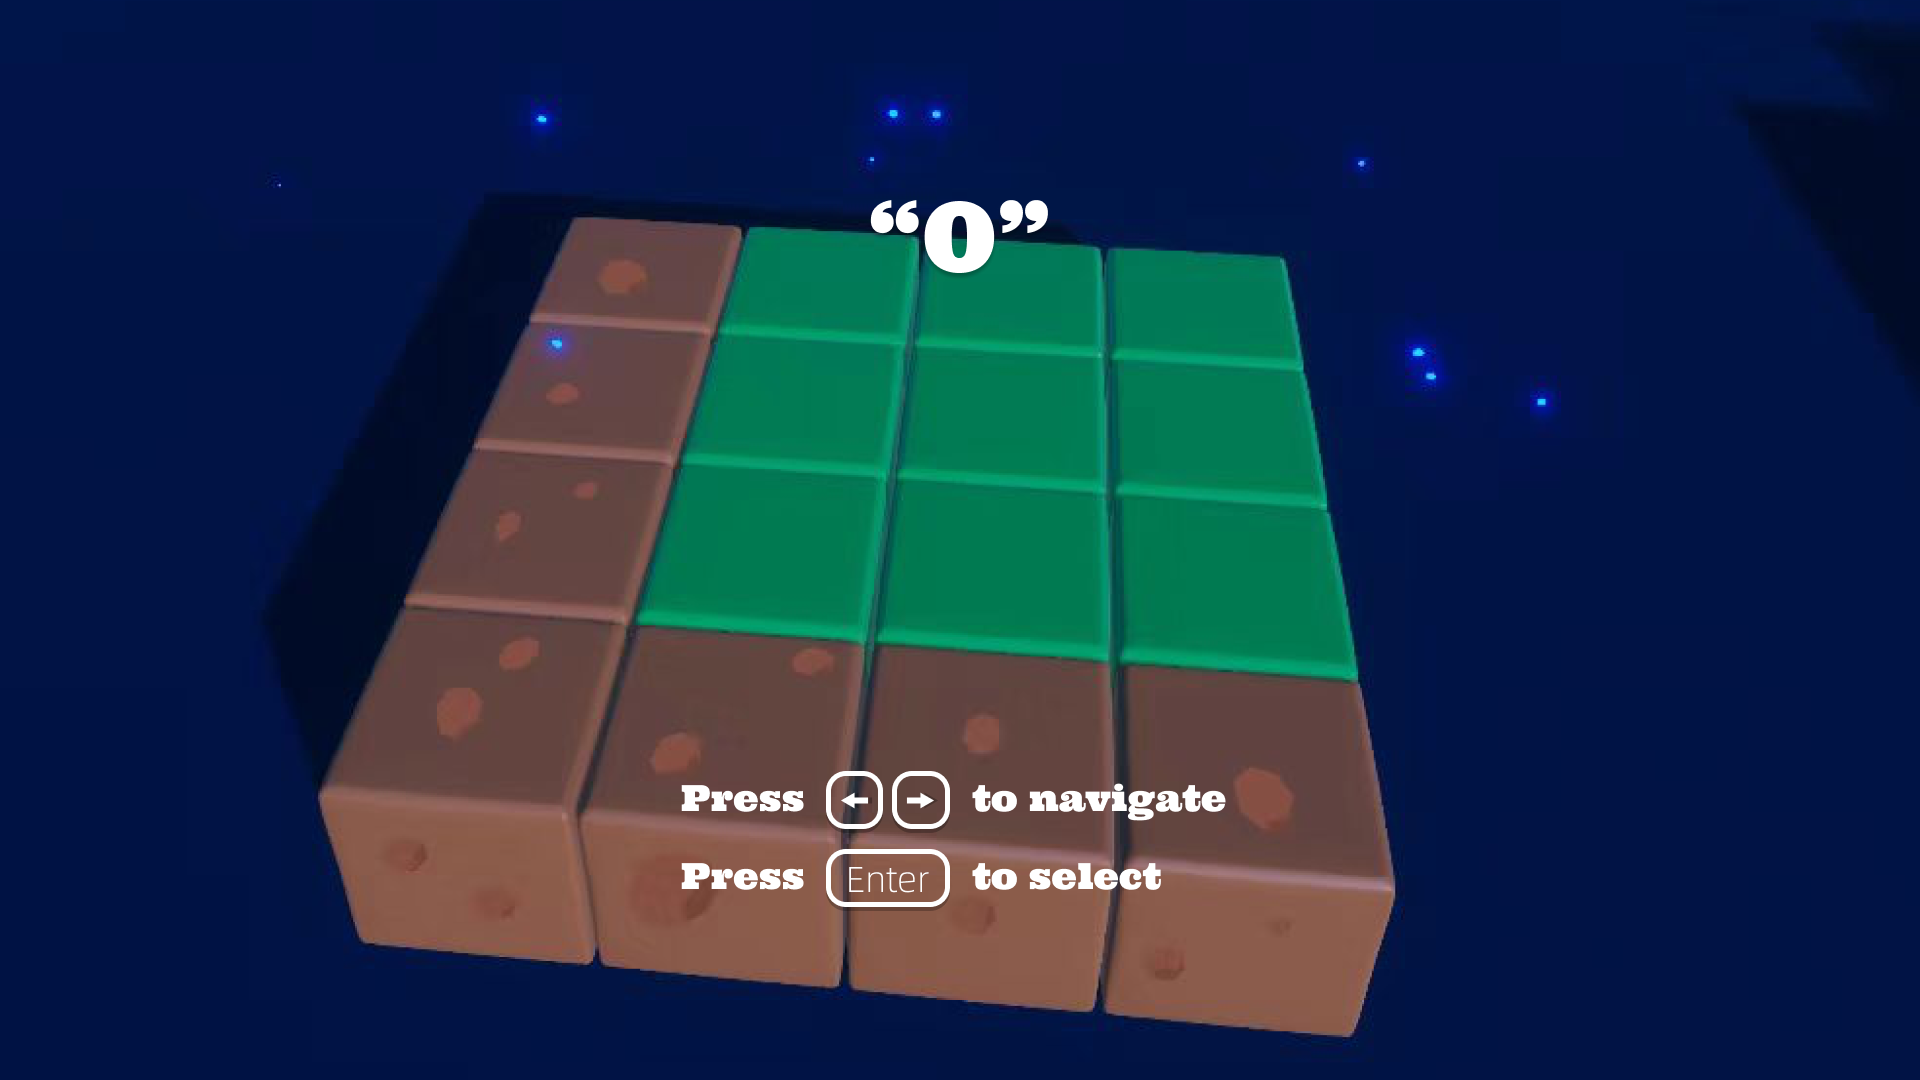 “0”
Press ← → to navigate
Press Enter to select